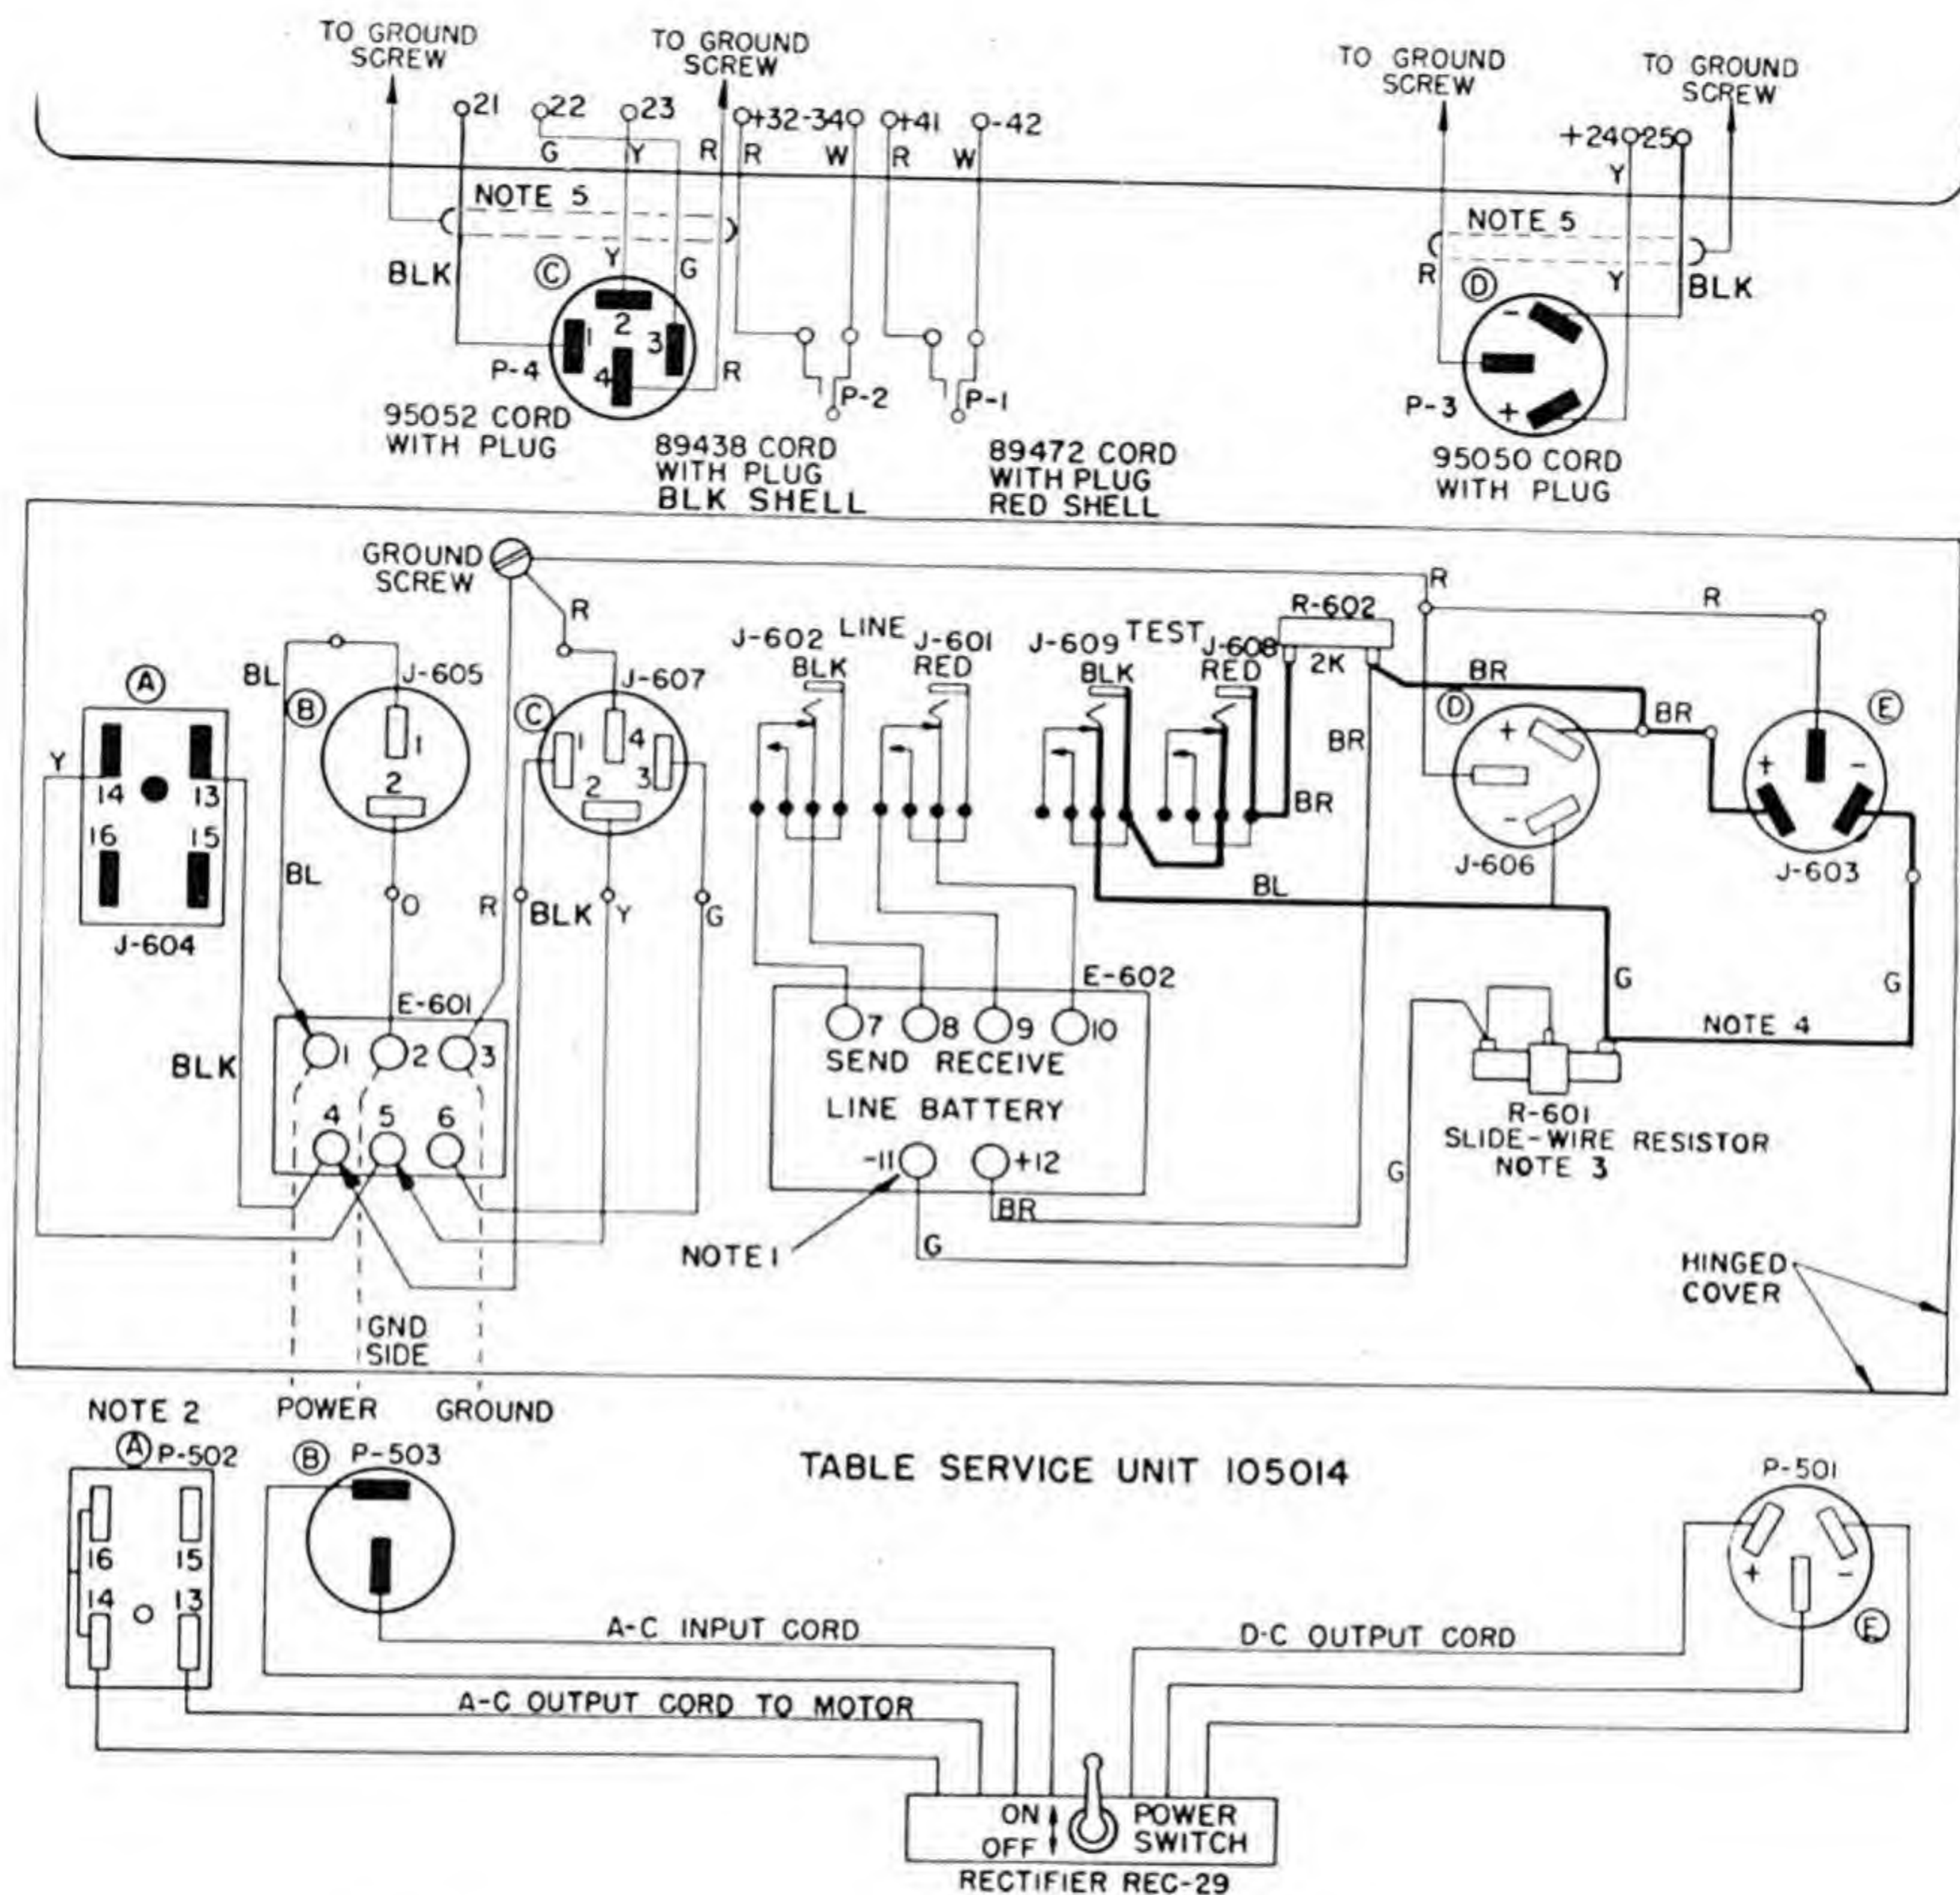 TO GROUND
SCREW
TO GROUND
SCREW
TO GROUND
SCREW
TO GROUND
SCREW
21
22
23
+32-34
+41
-42
+24
-25
G
Y
R
R
W
R
W
Y
NOTE 5
NOTE 5
BLK
C
Y
G
R
D
Y
BLK
1
2
3
4
R
P-4
P-2
P-1
P-3
-
+
95052 CORD
WITH PLUG
89438 CORD
WITH PLUG
BLK SHELL
89472 CORD
WITH PLUG
RED SHELL
95050 CORD
WITH PLUG
GROUND
SCREW
R
R
R
R-602
2K
J-602
LINE
J-601
BLK
RED
J-609
TEST
J-608
BLK
RED
BR
BR
A
BL
J-605
B
J-607
C
D
E
Y
14
13
16
15
J-604
1
2
1
4
2
3
BR
BR
+
-
J-606
+
-
J-603
BL
O
R
BLK
Y
G
BL
E-601
1
2
3
4
5
6
BLK
E-602
7
8
9
10
SEND RECEIVE
LINE BATTERY
-11
+12
BR
G
NOTE 1
G
G
G
NOTE 4
R-601
SLIDE-WIRE RESISTOR
NOTE 3
HINGED
COVER
GND
SIDE
NOTE 2
POWER
GROUND
A
P-502
B
P-503
TABLE SERVICE UNIT 105014
P-501
16
15
14
13
+
-
E
A-C INPUT CORD
D-C OUTPUT CORD
A-C OUTPUT CORD TO MOTOR
ON
OFF
POWER
SWITCH
RECTIFIER REC-29